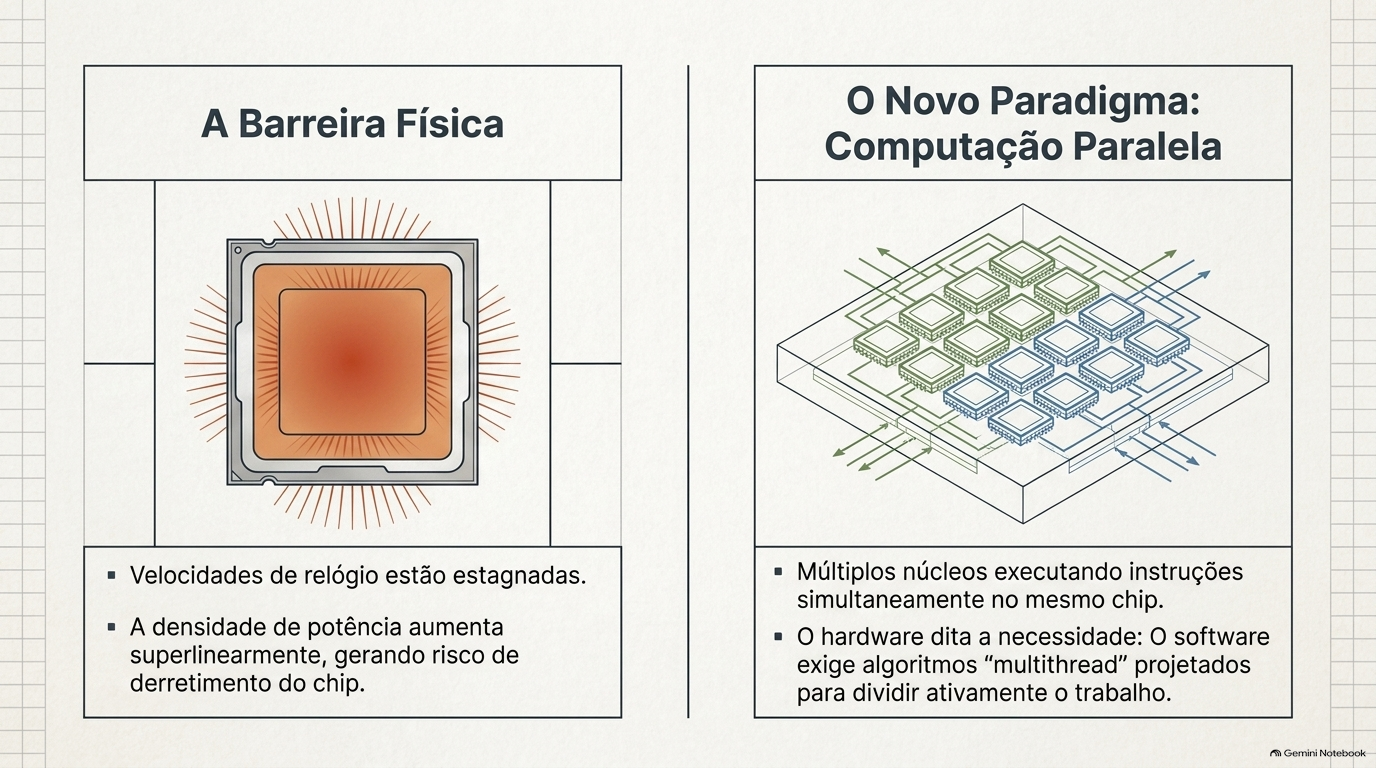 A Barreira Física
▪ Velocidades de relógio estão estagnadas.
▪ A densidade de potência aumenta
superlinearmente, gerando risco de
derretimento do chip.
O Novo Paradigma:
Computação Paralela
▪ Múltiplos núcleos executando instruções
simultaneamente no mesmo chip.
▪ O hardware dita a necessidade: O software
exige algoritmos “multithread” projetados
para dividir ativamente o trabalho.
Gemini Notebook